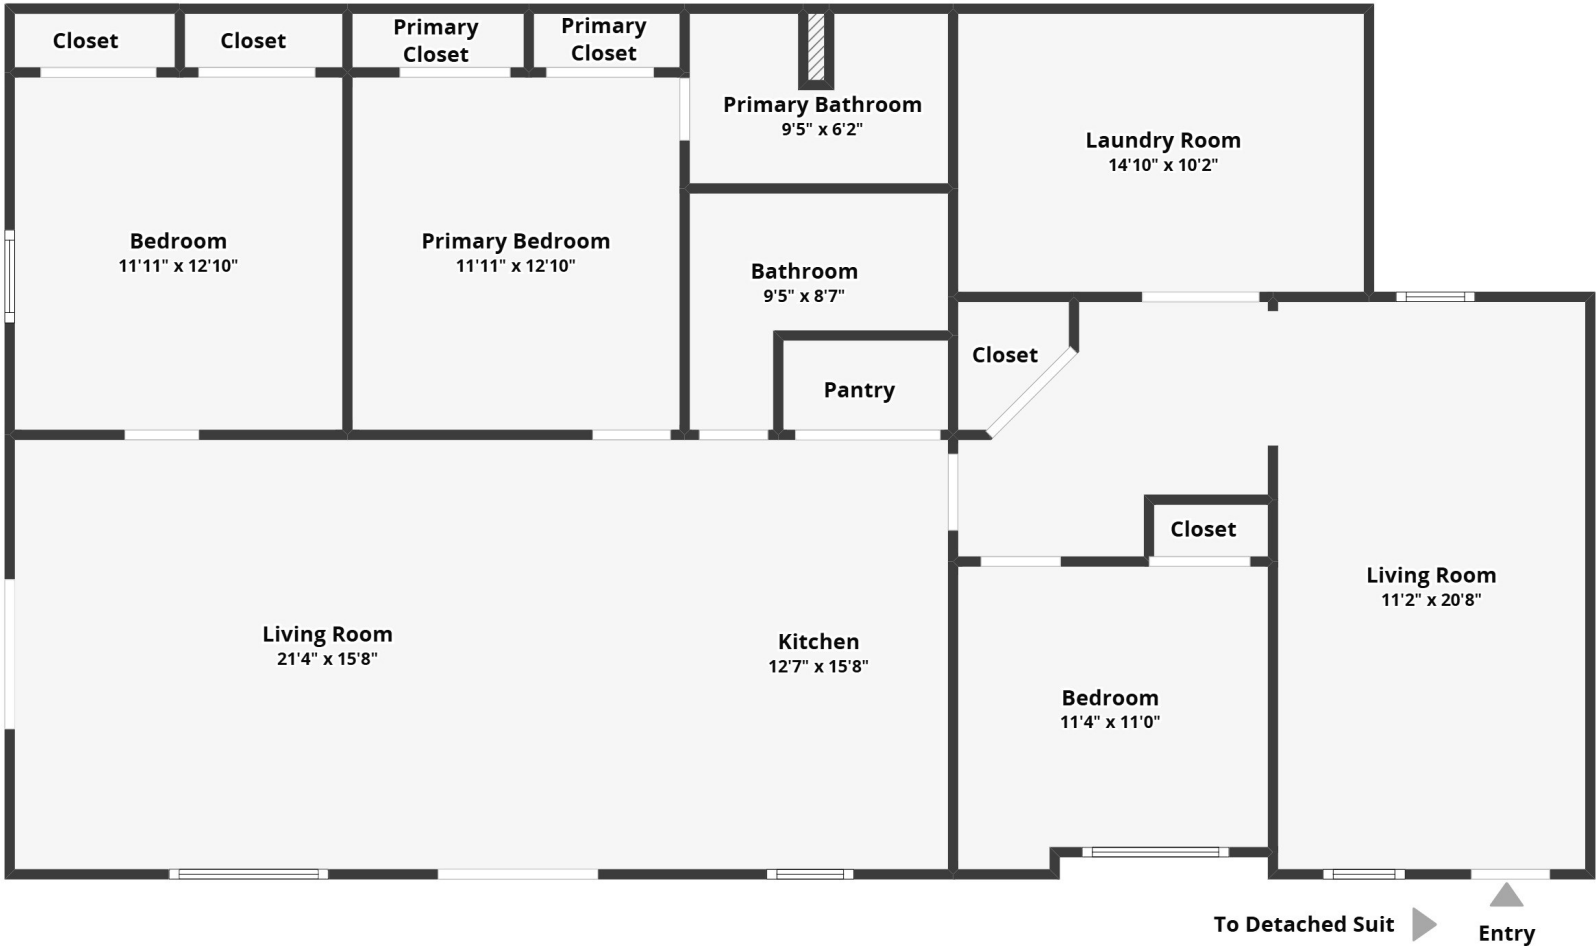 Closet
Closet
Primary
Closet
Primary
Closet
Primary Bathroom
9'5" x 6'2"
Laundry Room
14'10" x 10'2"
Bedroom
11'11" x 12'10"
Primary Bedroom
11'11" x 12'10"
Bathroom
9'5" x 8'7"
Closet
Pantry
Closet
Living Room
11'2" x 20'8"
Living Room
21'4" x 15'8"
Kitchen
12'7" x 15'8"
Bedroom
11'4" x 11'0"
To Detached Suit
Entry